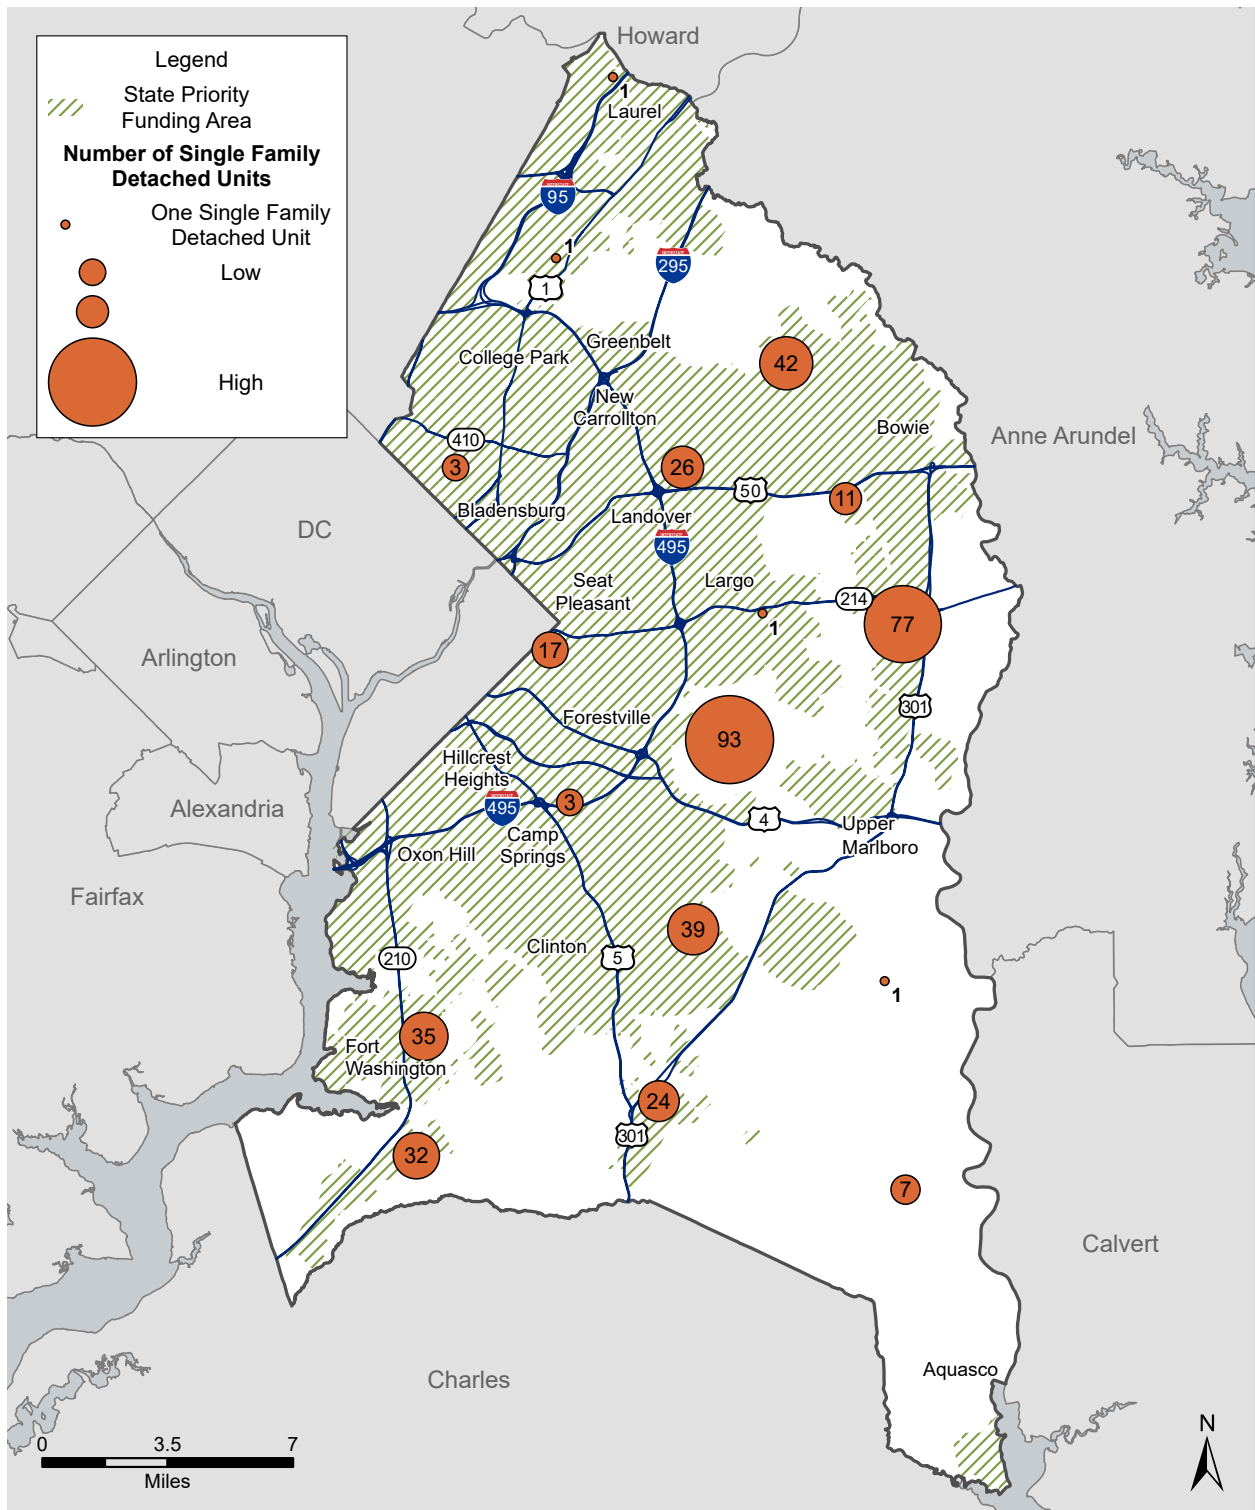 Howard
Legend
State Priority
Funding Area
Number of Single Family
Detached Units
One Single Family
Detached Unit
Low
High
1
Laurel
INTERSTATE
95
1
INTERSTATE
295
1
Greenbelt
College Park
42
New
Carrollton
Bowie
Anne Arundel
410
3
26
50
11
Bladensburg
Landover
DC
INTERSTATE
495
Seat
Pleasant
Largo
214
77
1
17
Arlington
301
Forestville
93
Hillcrest
Heights
INTERSTATE
495
3
Alexandria
4
Camp
Springs
Upper
Marlboro
Oxon Hill
Fairfax
39
Clinton
210
5
1
35
Fort
Washington
24
301
32
7
Calvert
Aquasco
Charles
N
0 3.5 7
Miles